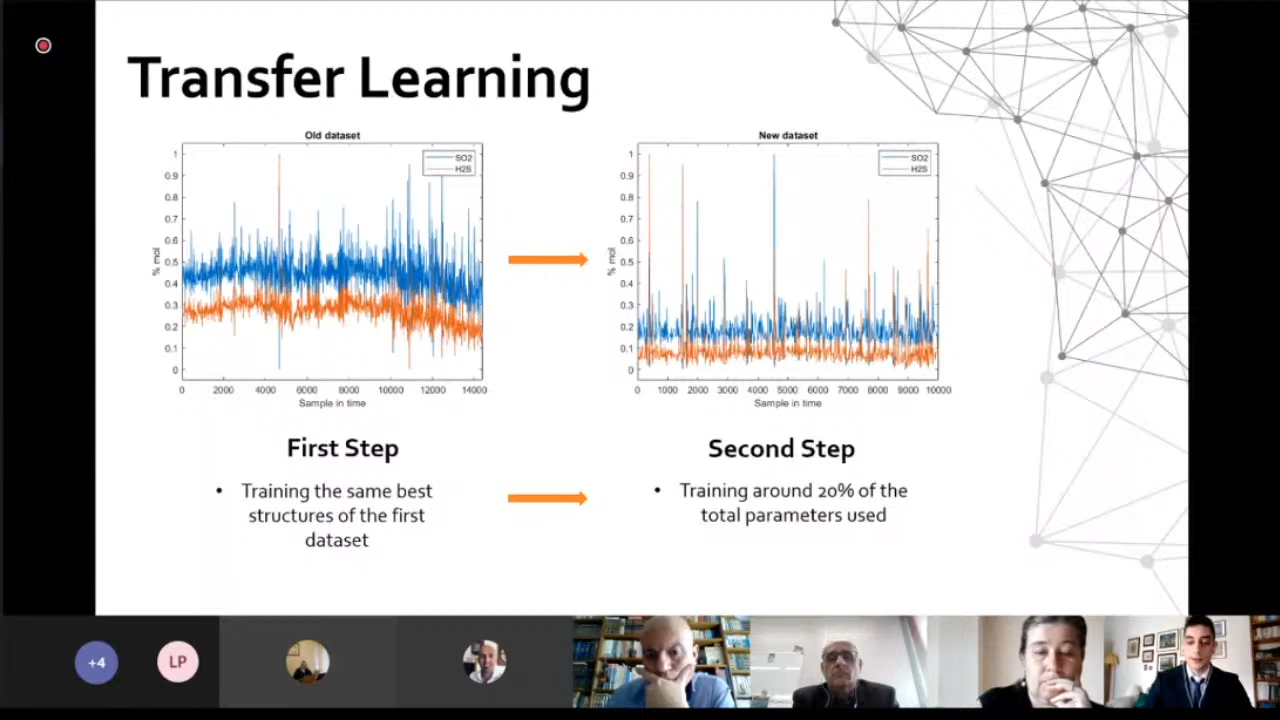 Transfer Learning
Old dataset
SO2
H2S
1
0.9
0.8
0.7
0.6
0.5
0.4
0.3
0.2
0.1
0
% mol
0 2000 4000 6000 8000 10000 12000 14000
Sample in time
New dataset
SO2
H2S
1
0.9
0.8
0.7
0.6
0.5
0.4
0.3
0.2
0.1
0
% mol
0 1000 2000 3000 4000 5000 6000 7000 8000 9000 10000
Sample in time
First Step
• Training the same best
structures of the first
dataset
Second Step
• Training around 20% of the
total parameters used
+4
LP